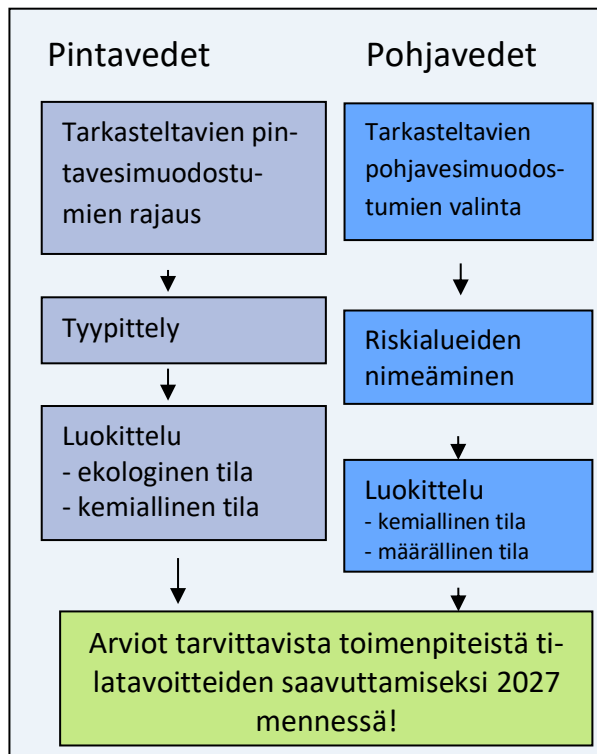 Pintavedet
Tarkasteltavien pin-
tavesimuodostu-
mien rajaus
Tyypittely
Luokittelu
- ekologinen tila
- kemiallinen tila
Pohjavedet
Tarkasteltavien
pohjavesimuodos-
tumien valinta
Riskialueiden
nimeäminen
Luokittelu
- kemiallinen tila
- määrällinen tila
Arviot tarvittavista toimenpiteistä ti-
latavoitteiden saavuttamiseksi 2027
mennessä!